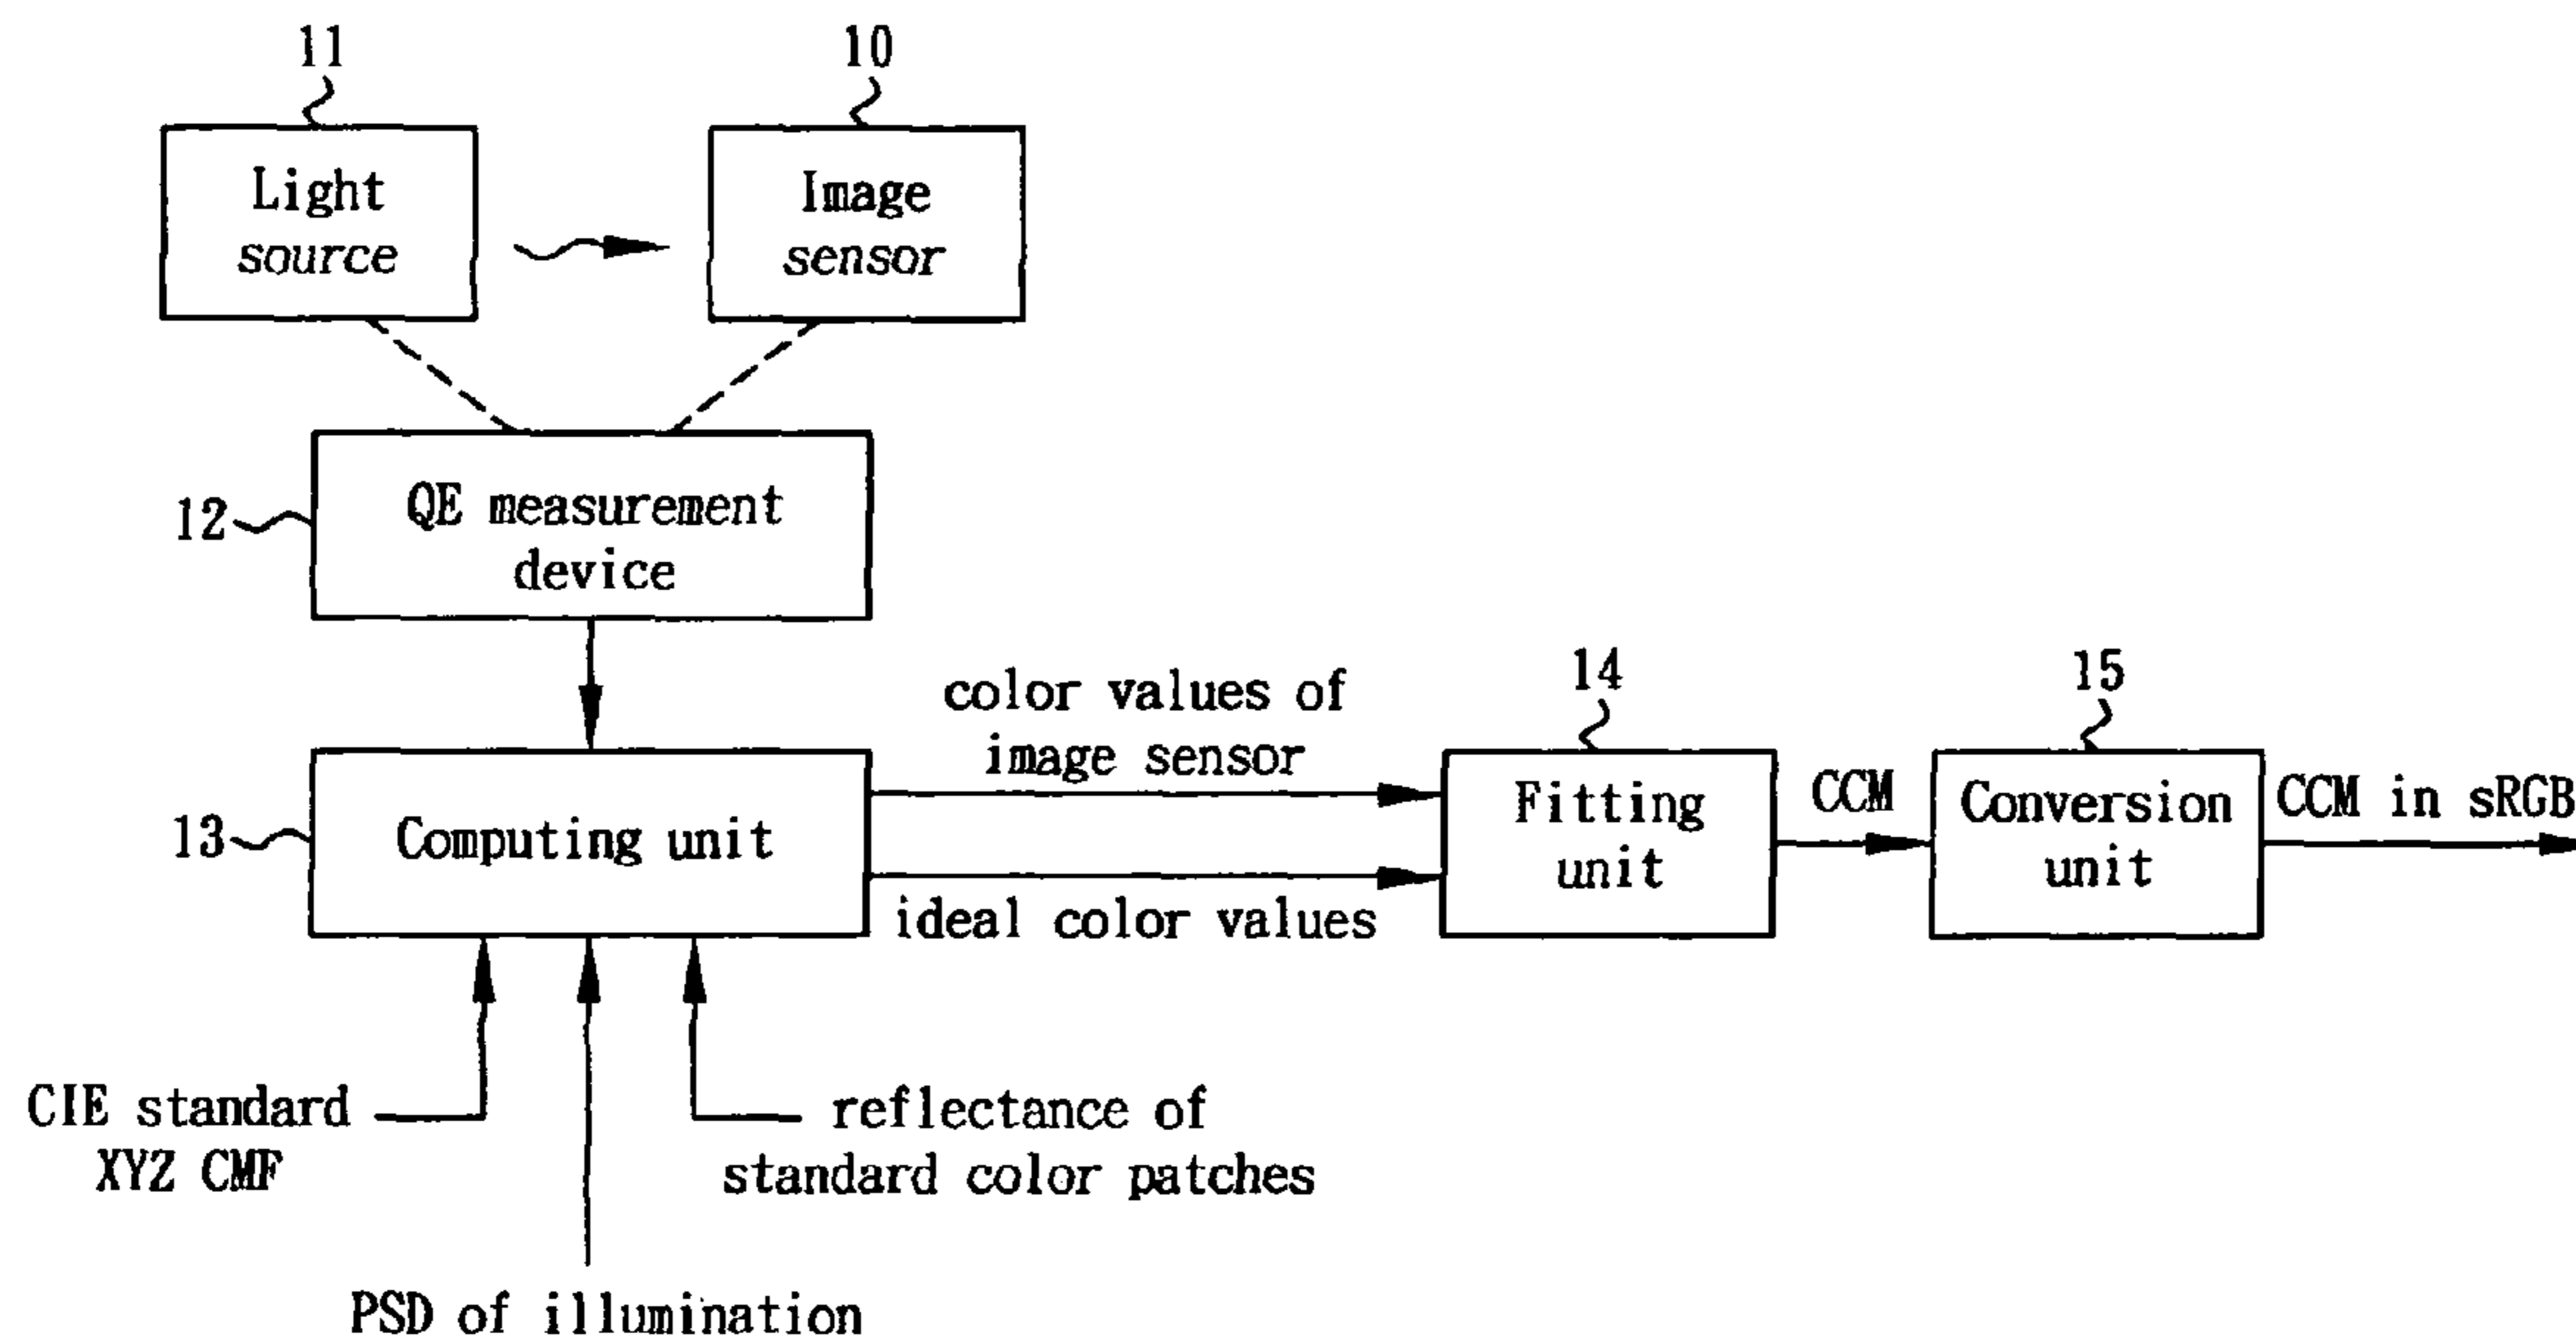 11
10
Light
source
Image
sensor
12
QE measurement
device
color values of
image sensor
14
15
13
Computing unit
Fitting
unit
CCM
Conversion
unit
CCM in sRGB
ideal color values
CIE standard
XYZ CMF
reflectance of
standard color patches
PSD of illumination